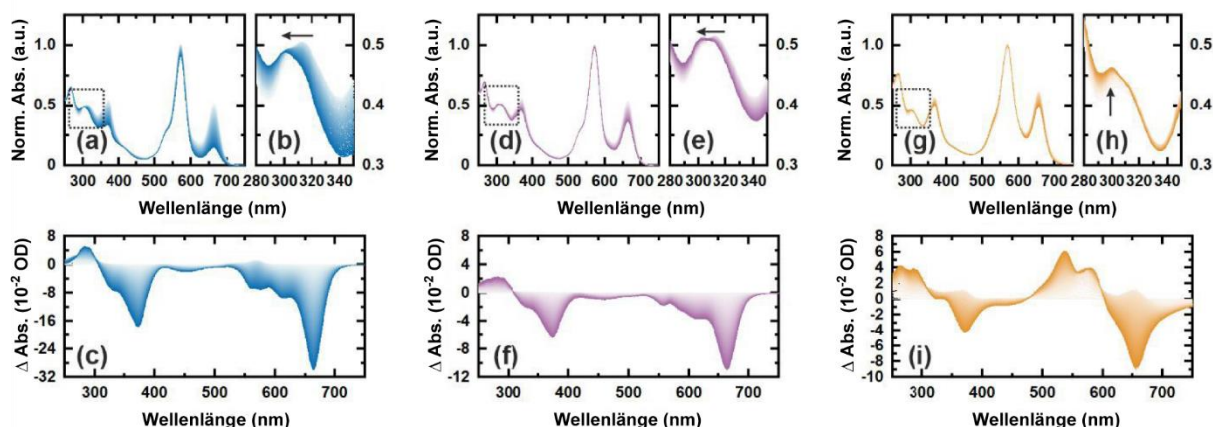 Norm. Abs. (a.u.)
1.0
0.5
0.0
(a)
300 400 500 600 700
(b)
0.5
0.4
0.3
280 300 320 340
Wellenlänge (nm)
Norm. Abs. (a.u.)
1.0
0.5
0.0
(d)
300 400 500 600 700
(e)
0.5
0.4
0.3
280 300 320 340
Wellenlänge (nm)
Norm. Abs. (a.u.)
1.0
0.5
0.0
(g)
300 400 500 600 700
(h)
0.5
0.4
0.3
280 300 320 340
Wellenlänge (nm)
Δ Abs. (10⁻² OD)
8
0
-8
-16
-24
-32
(c)
300 400 500 600 700
Wellenlänge (nm)
Δ Abs. (10⁻² OD)
8
4
0
-4
-8
-12
(f)
300 400 500 600 700
Wellenlänge (nm)
Δ Abs. (10⁻² OD)
8
6
4
2
0
-2
-4
-6
-8
-10
(i)
300 400 500 600 700
Wellenlänge (nm)